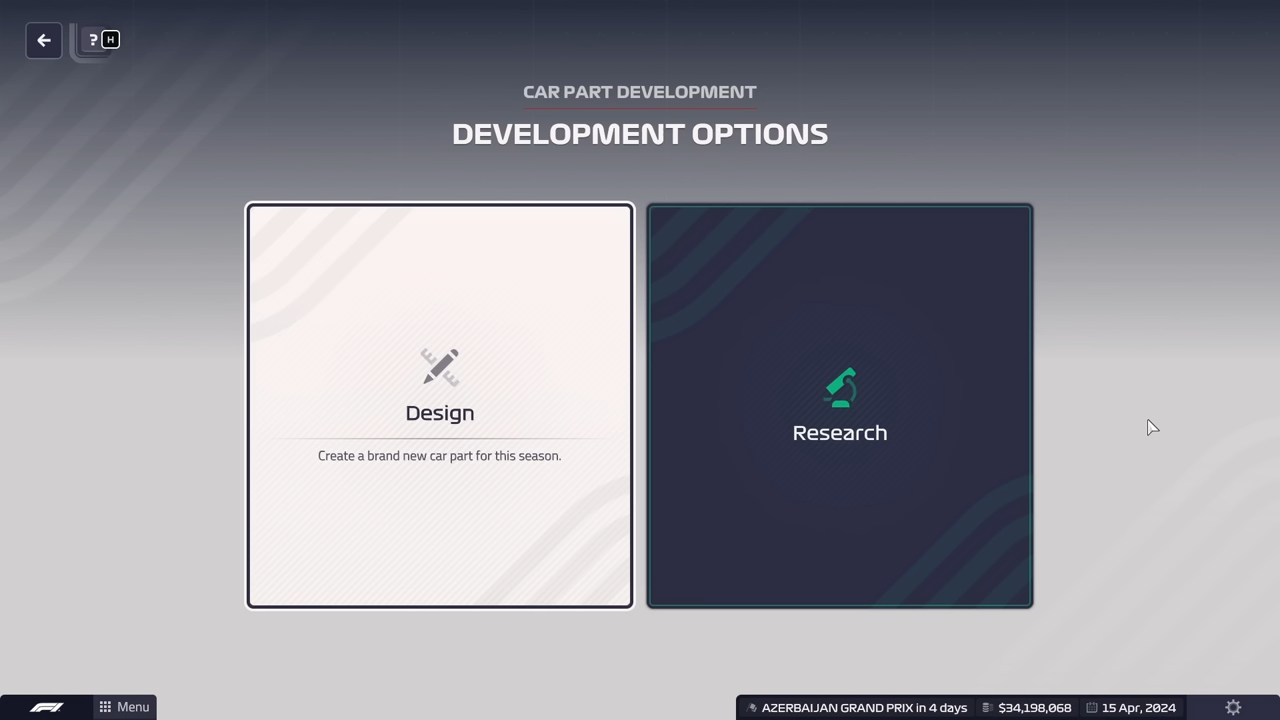 ? H
CAR PART DEVELOPMENT
DEVELOPMENT OPTIONS
Design
Create a brand new car part for this season.
Research
Menu
AZERBAIJAN GRAND PRIX in 4 days
$34,198,068
15 Apr, 2024